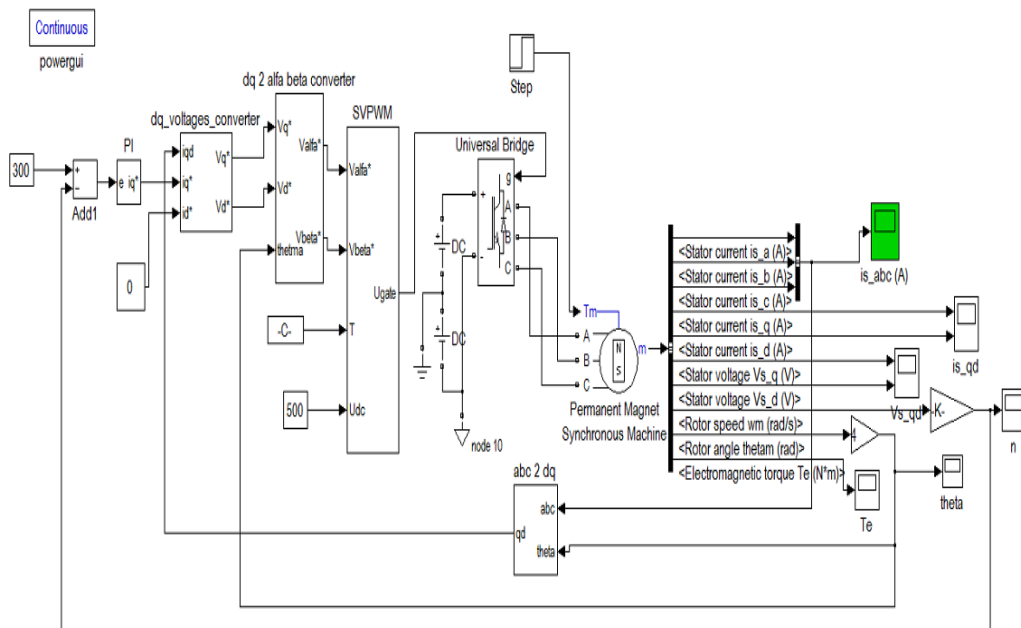 Continuous
powergui
Step
dq 2 alfa beta converter
dq_voltages_converter
SVPWM
Universal Bridge
PI
300
+
−
Add1
e iq*
iqd
iq*
id*
Vq*
Vd*
Vq*
Vd*
thetma
Valfa*
Vbeta*
Valfa*
Vbeta*
T
Udc
Ugate
0
-C-
500
+
-
g
A
B
C
+
DC
+
DC
node 10
Tm
A
B
C
N
S
m
Permanent Magnet
Synchronous Machine
<Stator current is_a (A)>
<Stator current is_b (A)>
<Stator current is_c (A)>
<Stator current is_q (A)>
<Stator current is_d (A)>
<Stator voltage Vs_q (V)>
<Stator voltage Vs_d (V)>
<Rotor speed wm (rad/s)>
<Rotor angle thetam (rad)>
<Electromagnetic torque Te (N*m)>
is_abc (A)
is_qd
Vs_qd
-K-
n
4
theta
Te
abc 2 dq
abc
qd
theta